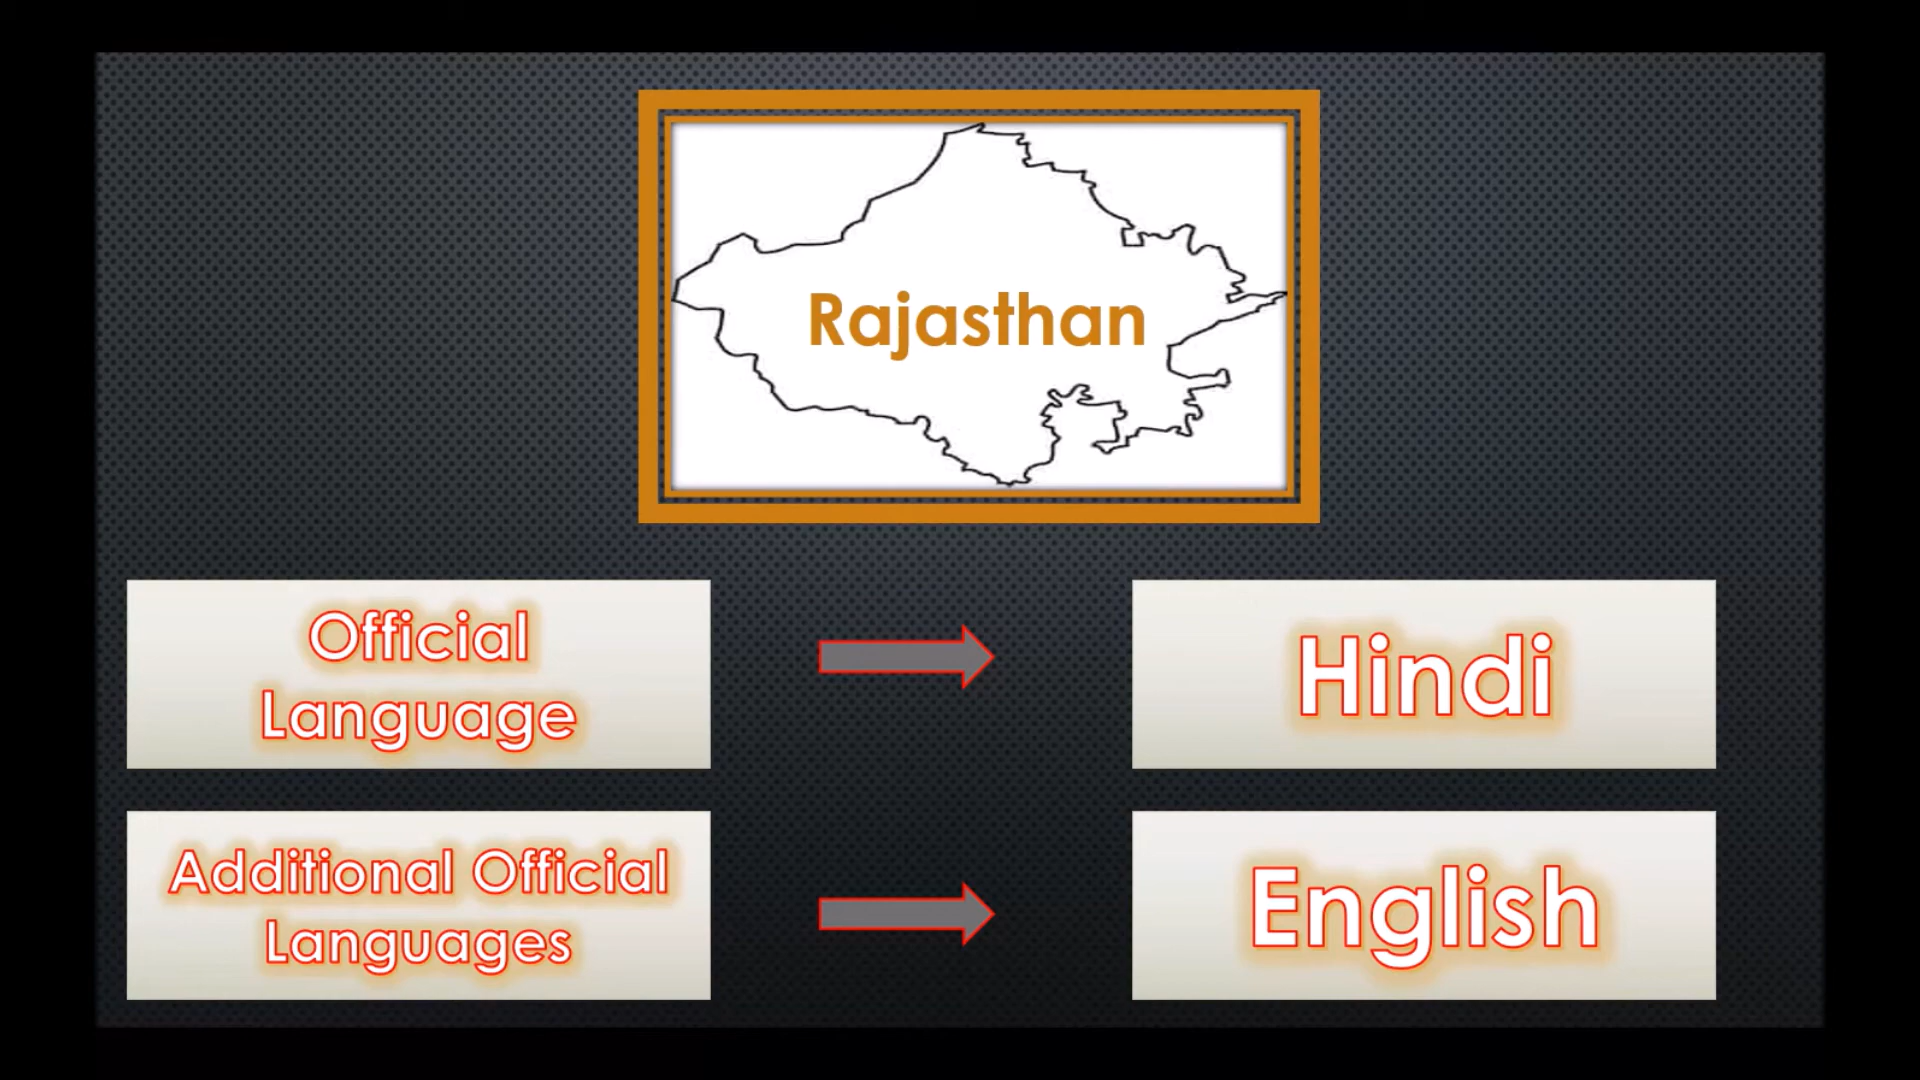 Rajasthan
Official
Language
Hindi
Additional Official
Languages
English